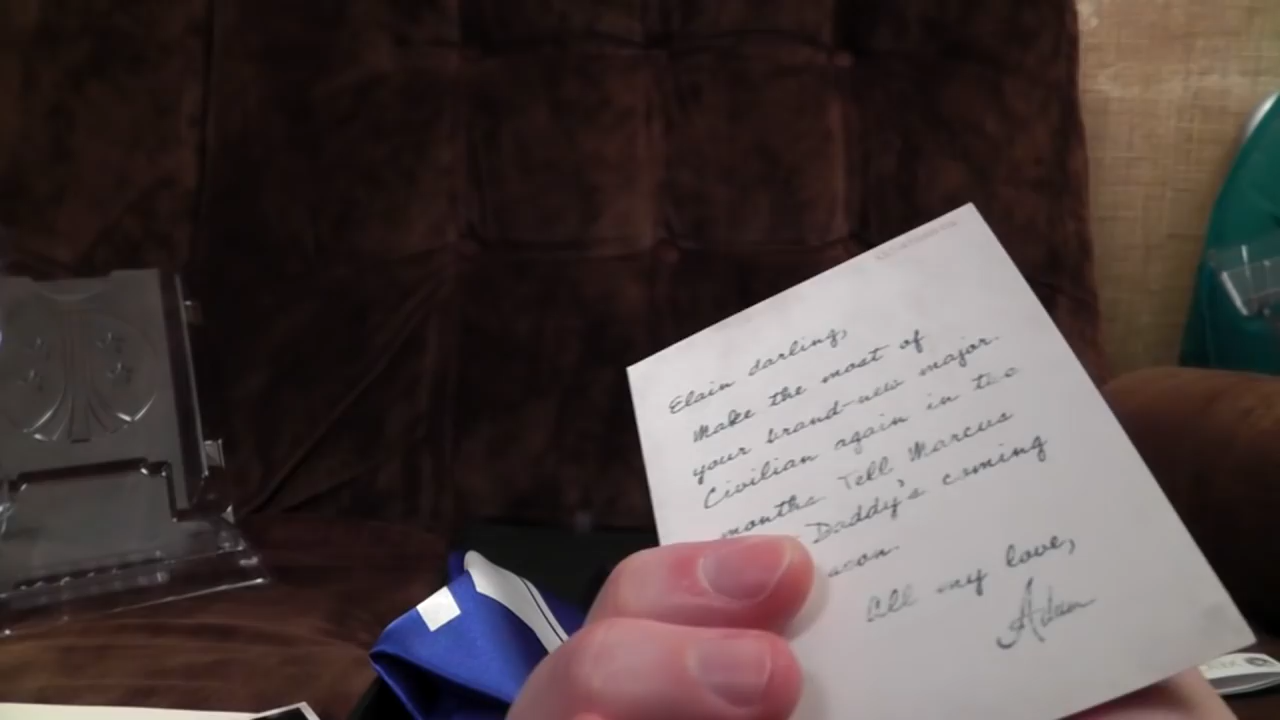 Elain darling,
Make the most of
your brand-new major.
Civilian again in two
months Tell Marcus
Daddy's coming
soon.
All my love,
Adam